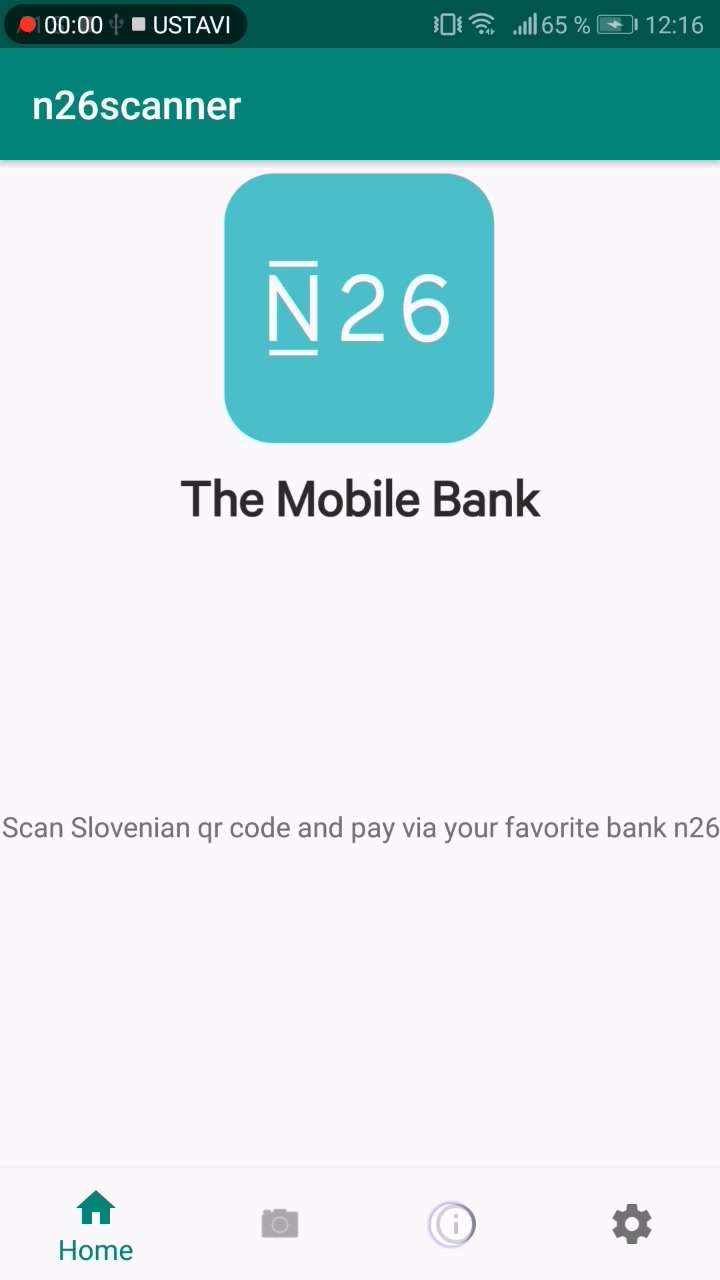 00:00 USTAVI 65 % 12:16
n26scanner
N26
The Mobile Bank
Scan Slovenian qr code and pay via your favorite bank n26
Home